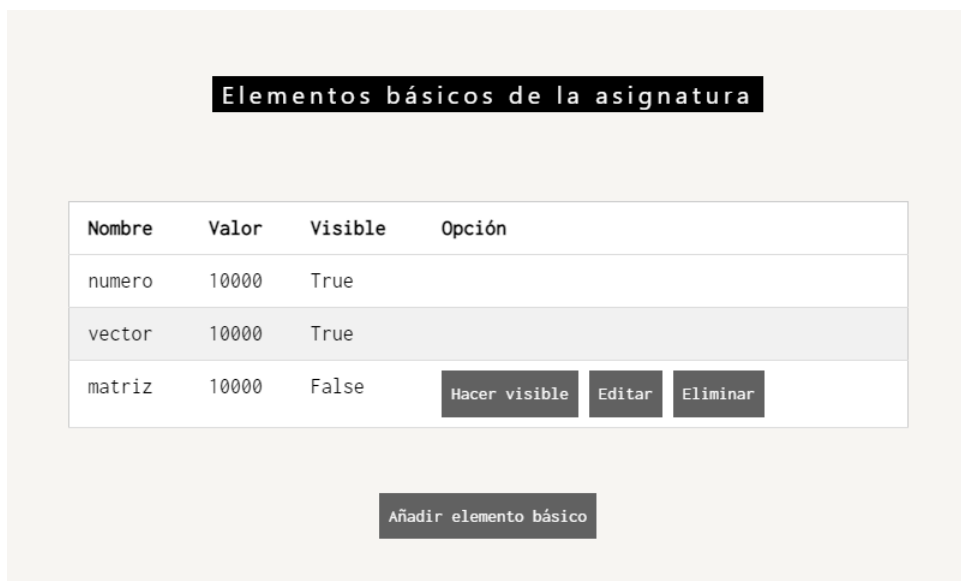 Elementos básicos de la asignatura
Nombre Valor Visible Opción
numero 10000 True
vector 10000 True
matriz 10000 False Hacer visible Editar Eliminar
Añadir elemento básico